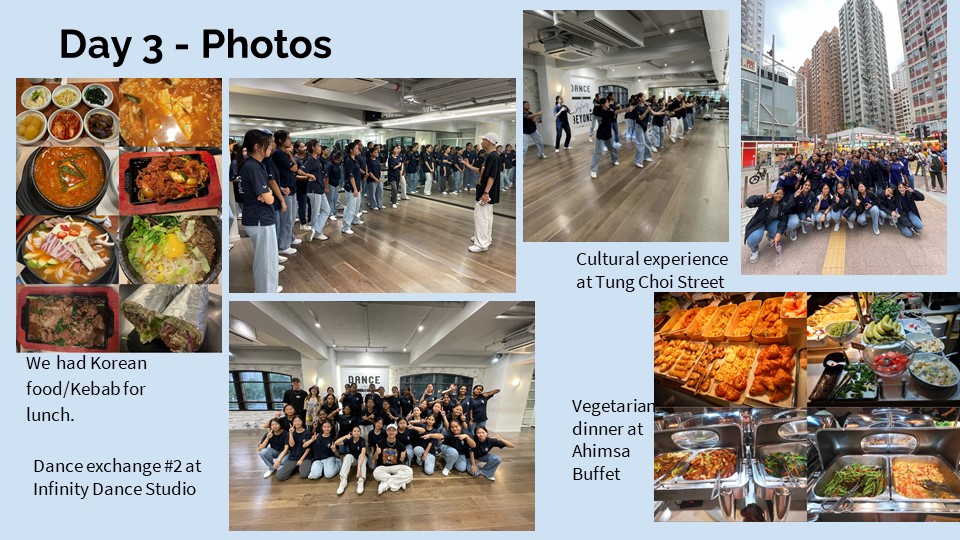 Day 3 - Photos
DANCE
BEYOND
Cultural experience
at Tung Choi Street
We had Korean
food/Kebab for
lunch.
DANCE
Vegetarian
dinner at
Ahimsa
Buffet
Dance exchange #2 at
Infinity Dance Studio